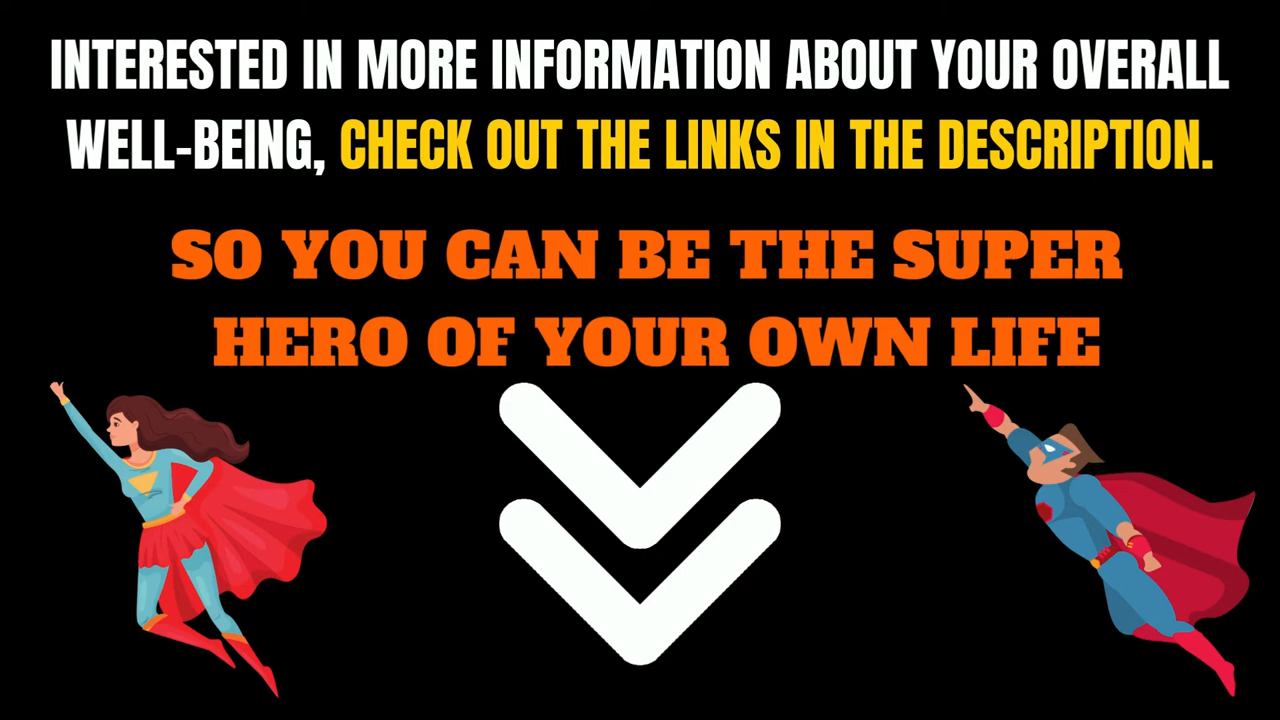 INTERESTED IN MORE INFORMATION ABOUT YOUR OVERALL
WELL-BEING, CHECK OUT THE LINKS IN THE DESCRIPTION.
SO YOU CAN BE THE SUPER
HERO OF YOUR OWN LIFE